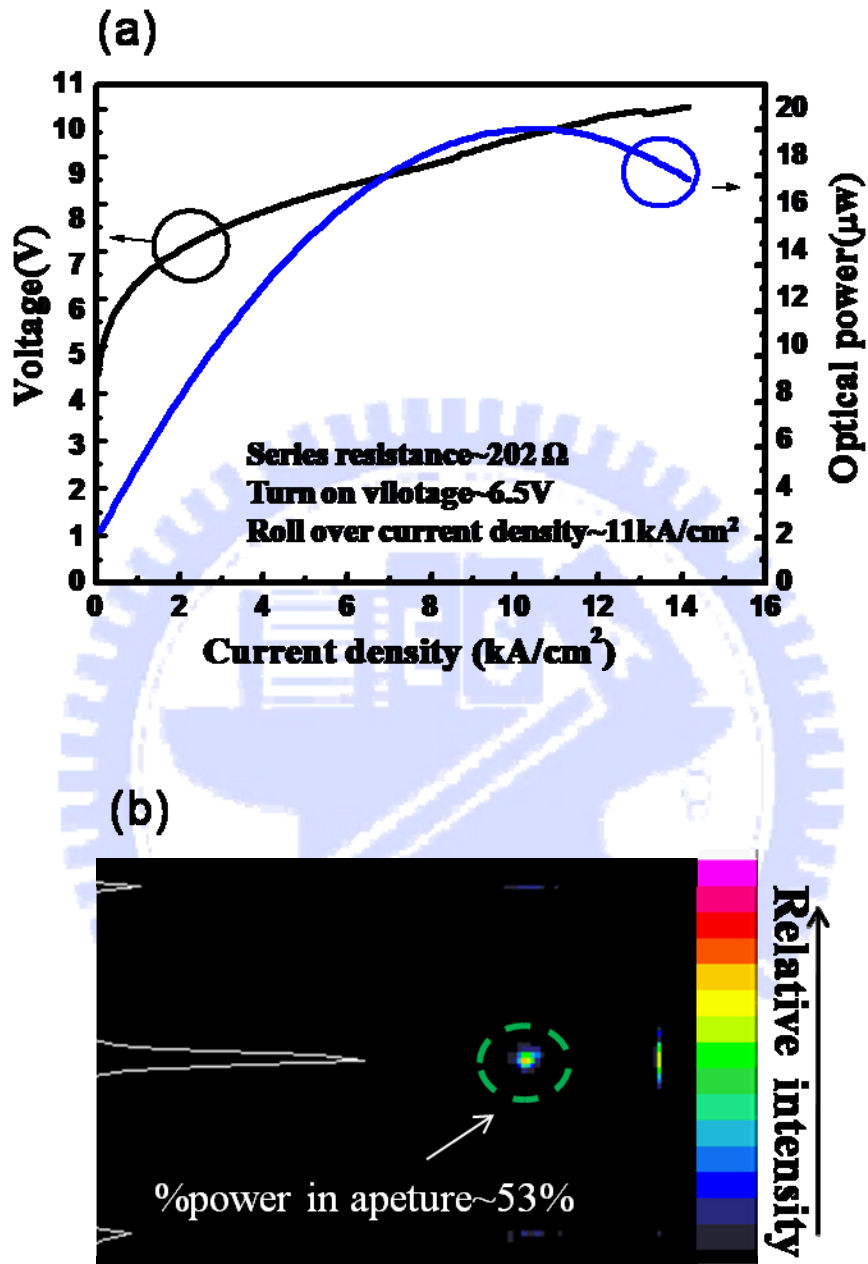 (a)
11
10
9
8
7
6
5
4
3
2
1
0
Voltage(V)
20
18
16
14
12
10
8
6
4
2
0
Optical power(μw)
Series resistance~202 Ω
Turn on vilotage~6.5V
Roll over current density~11kA/cm²
0 2 4 6 8 10 12 14 16
Current density (kA/cm²)
(b)
%power in apeture~53%
Relative intensity